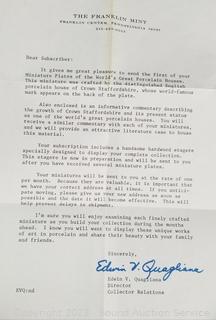 THE FRANKLIN MINT
FRANKLIN CENTER, PENNSYLVANIA 19091
Dear Subscriber:
It gives me great pleasure to send the first of your
Miniature Plates of the World's Great Porcelain Houses.
This miniature was crafted by the distinguished English
porcelain house of Crown Staffordshire, whose world-famous
mark appears on the back of the plate.
Also enclosed is an informative commentary describing
the growth of Crown Staffordshire and its present status
as one of the world's great porcelain houses. You will
receive a similar commentary with each of your miniatures,
and we will provide an attractive literature case to house
this material.
Your subscription includes a handsome hardwood étagère
specially designed to display your complete collection.
This étagère is now in preparation and will be sent to you
after you have received several miniature plates.
Your miniatures will be sent to you at the rate of one
per month. Because they are valuable, it is important that
we have your correct address at all times. If you antici-
pate moving, please give us your new address as soon as
possible and the date it will become effective. This will
help prevent delays in shipment.
I'm sure you will enjoy examining each finely crafted
miniature as you build your collection during the months
ahead. I know you will want to display these unique works
of art in porcelain and share their beauty with your family
and friends.
Sincerely,
Edwin V. Quagliana
Edwin V. Quagliana
Director
EVQ:md Collector Relations